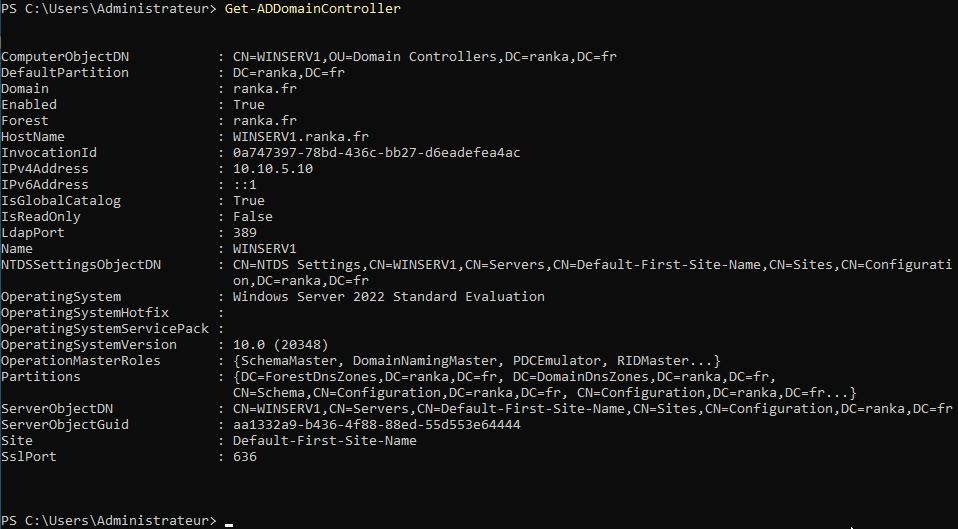 PS C:\Users\Administrateur> Get-ADDomainController
ComputerObjectDN           : CN=WINSERV1,OU=Domain Controllers,DC=ranka,DC=fr
DefaultPartition           : DC=ranka,DC=fr
Domain                     : ranka.fr
Enabled                    : True
Forest                     : ranka.fr
HostName                   : WINSERV1.ranka.fr
InvocationId               : 0a747397-78bd-436c-bb27-d6eadefea4ac
IPv4Address                : 10.10.5.10
IPv6Address                : ::1
IsGlobalCatalog            : True
IsReadOnly                 : False
LdapPort                   : 389
Name                       : WINSERV1
NTDSSettingsObjectDN       : CN=NTDS Settings,CN=WINSERV1,CN=Servers,CN=Default-First-Site-Name,CN=Sites,CN=Configurati
                             on,DC=ranka,DC=fr
OperatingSystem            : Windows Server 2022 Standard Evaluation
OperatingSystemHotfix      :
OperatingSystemServicePack :
OperatingSystemVersion     : 10.0 (20348)
OperationMasterRoles       : {SchemaMaster, DomainNamingMaster, PDCEmulator, RIDMaster...}
Partitions                 : {DC=ForestDnsZones,DC=ranka,DC=fr, DC=DomainDnsZones,DC=ranka,DC=fr,
                             CN=Schema,CN=Configuration,DC=ranka,DC=fr, CN=Configuration,DC=ranka,DC=fr...}
ServerObjectDN             : CN=WINSERV1,CN=Servers,CN=Default-First-Site-Name,CN=Sites,CN=Configuration,DC=ranka,DC=fr
ServerObjectGuid           : aa1332a9-b436-4f88-88ed-55d553e64444
Site                       : Default-First-Site-Name
SslPort                    : 636
PS C:\Users\Administrateur>